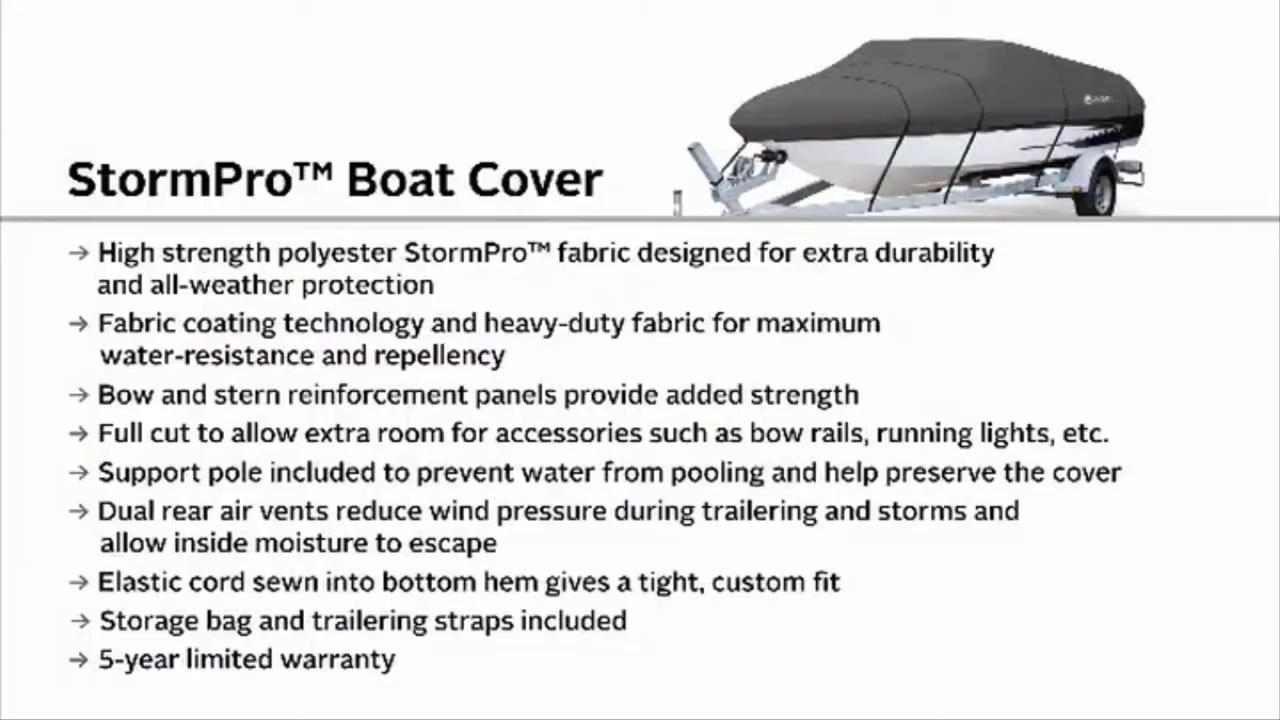 StormPro™ Boat Cover
→ High strength polyester StormPro™ fabric designed for extra durability
and all-weather protection
→ Fabric coating technology and heavy-duty fabric for maximum
water-resistance and repellency
→ Bow and stern reinforcement panels provide added strength
→ Full cut to allow extra room for accessories such as bow rails, running lights, etc.
→ Support pole included to prevent water from pooling and help preserve the cover
→ Dual rear air vents reduce wind pressure during trailering and storms and
allow inside moisture to escape
→ Elastic cord sewn into bottom hem gives a tight, custom fit
→ Storage bag and trailering straps included
→ 5-year limited warranty